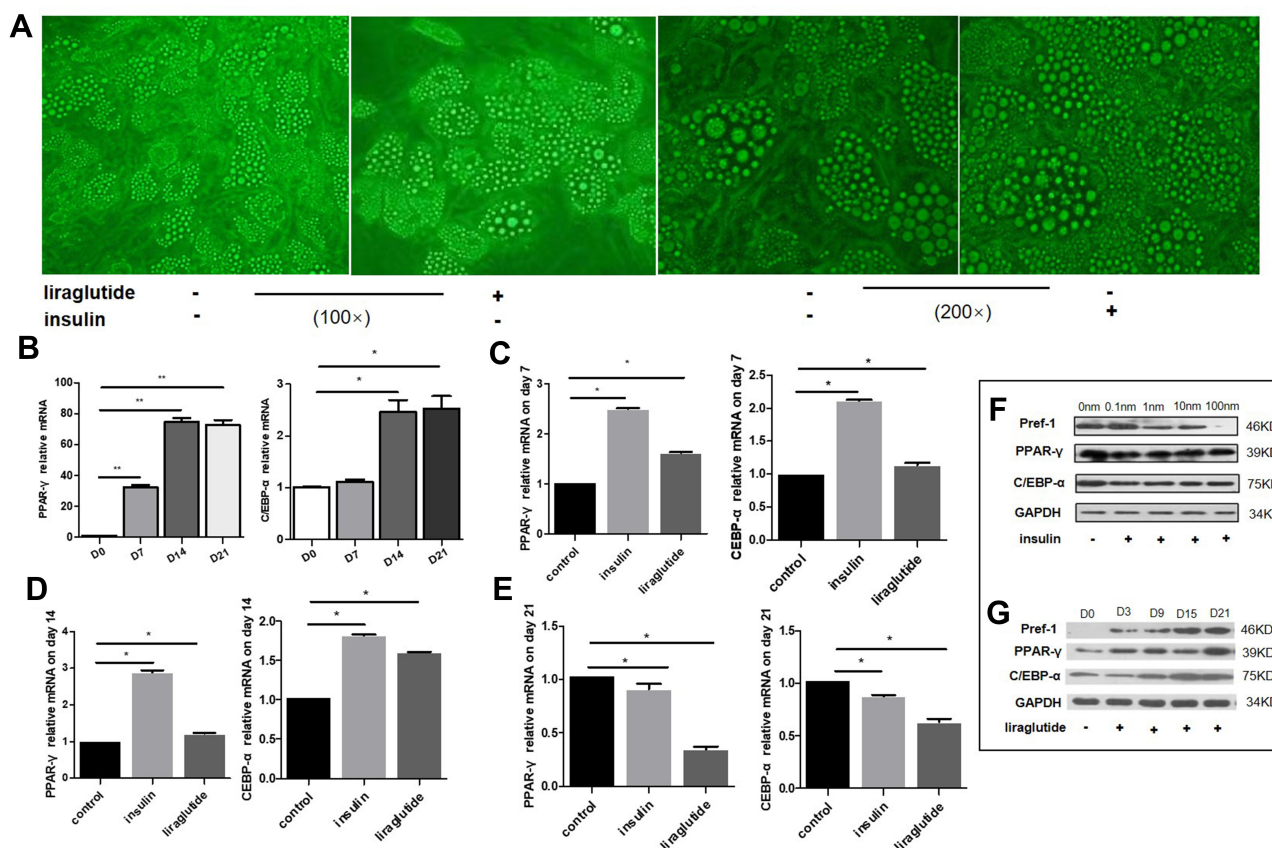 A
liraglutide - + - -
insulin - (100×) - - (200×) +
B
PPAR-γ relative mRNA
100
80
60
40
20
0
** ** **
D0 D7 D14 D21
C/EBP-α relative mRNA
3
2
1
0
* *
D0 D7 D14 D21
C
PPAR-γ relative mRNA on day 7
3
2
1
0
* *
control insulin liraglutide
CEBP-α relative mRNA on day 7
2.5
2.0
1.5
1.0
0.5
0.0
* *
control insulin liraglutide
D
PPAR-γ relative mRNA on day 14
4
3
2
1
0
* *
control insulin liraglutide
CEBP-α relative mRNA on day 14
2.0
1.5
1.0
0.5
0.0
* *
control insulin liraglutide
E
PPAR-γ relative mRNA on day 21
1.5
1.0
0.5
0.0
* *
control insulin liraglutide
CEBP-α relative mRNA on day 21
1.5
1.0
0.5
0.0
* *
control insulin liraglutide
F
0nm 0.1nm 1nm 10nm 100nm
Pref-1 46KD
PPAR-γ 39KD
C/EBP-α 75KD
GAPDH 34KD
insulin - + + + +
G
D0 D3 D9 D15 D21
Pref-1 46KD
PPAR-γ 39KD
C/EBP-α 75KD
GAPDH 34KD
liraglutide - + + + +